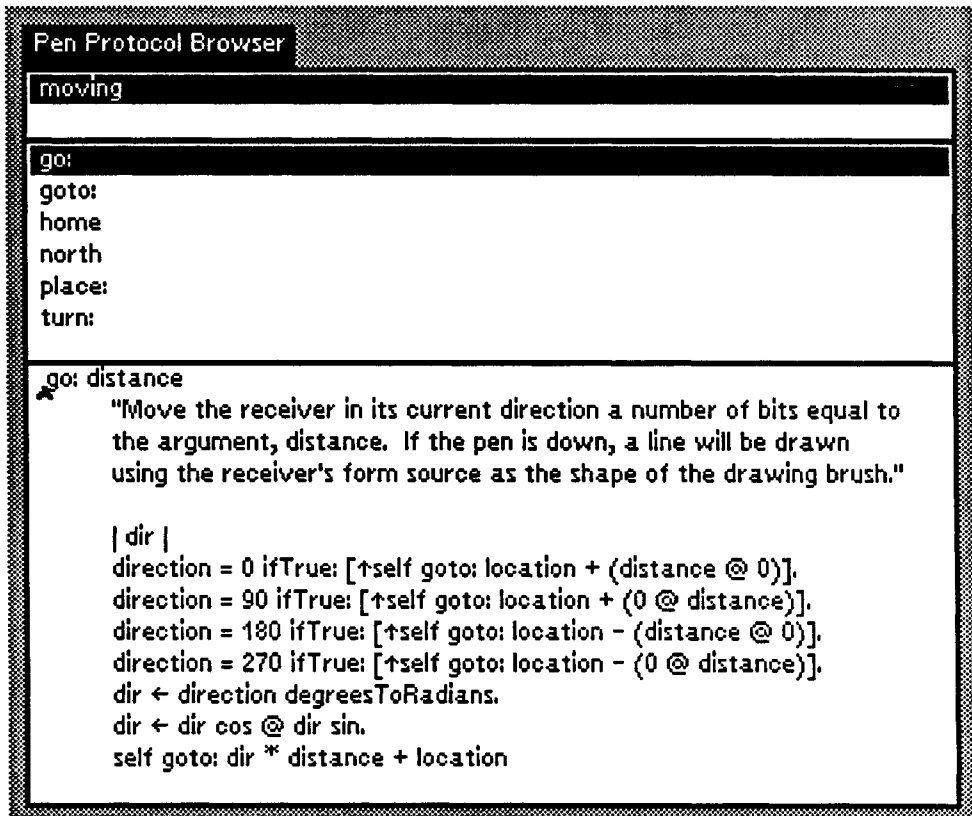 Pen Protocol Browser
moving
go:
goto:
home
north
place:
turn:
go: distance
"Move the receiver in its current direction a number of bits equal to
the argument, distance. If the pen is down, a line will be drawn
using the receiver's form source as the shape of the drawing brush."
| dir |
direction = 0 ifTrue: [↑self goto: location + (distance @ 0)].
direction = 90 ifTrue: [↑self goto: location + (0 @ distance)].
direction = 180 ifTrue: [↑self goto: location - (distance @ 0)].
direction = 270 ifTrue: [↑self goto: location - (0 @ distance)].
dir ← direction degreesToRadians.
dir ← dir cos @ dir sin.
self goto: dir * distance + location